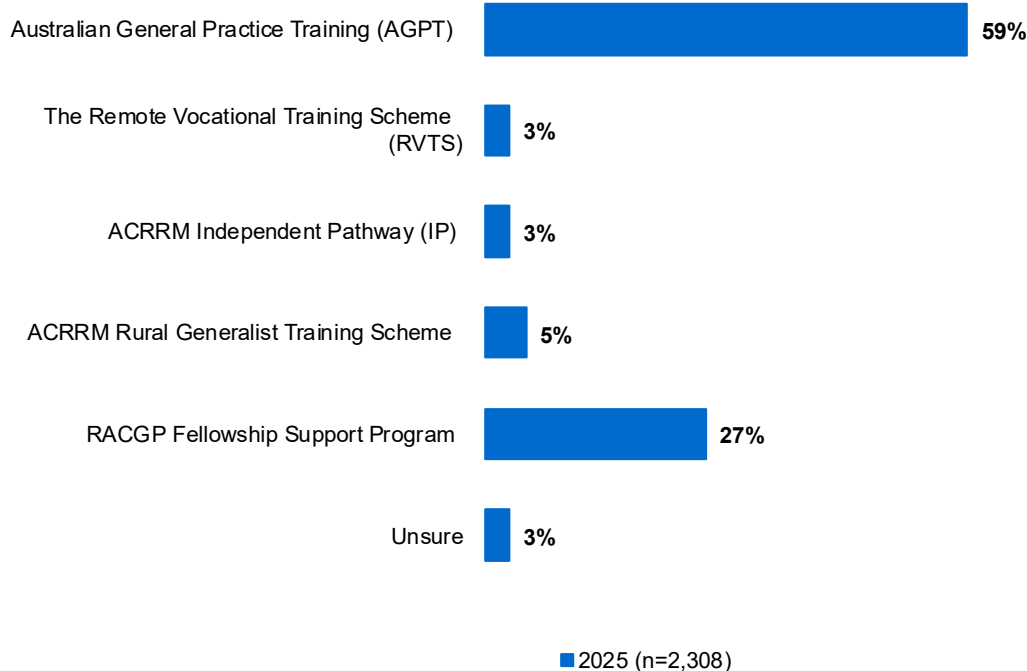 Australian General Practice Training (AGPT)
59%
The Remote Vocational Training Scheme
(RVTS)
3%
ACRRM Independent Pathway (IP)
3%
ACRRM Rural Generalist Training Scheme
5%
RACGP Fellowship Support Program
27%
Unsure
3%
2025 (n=2,308)